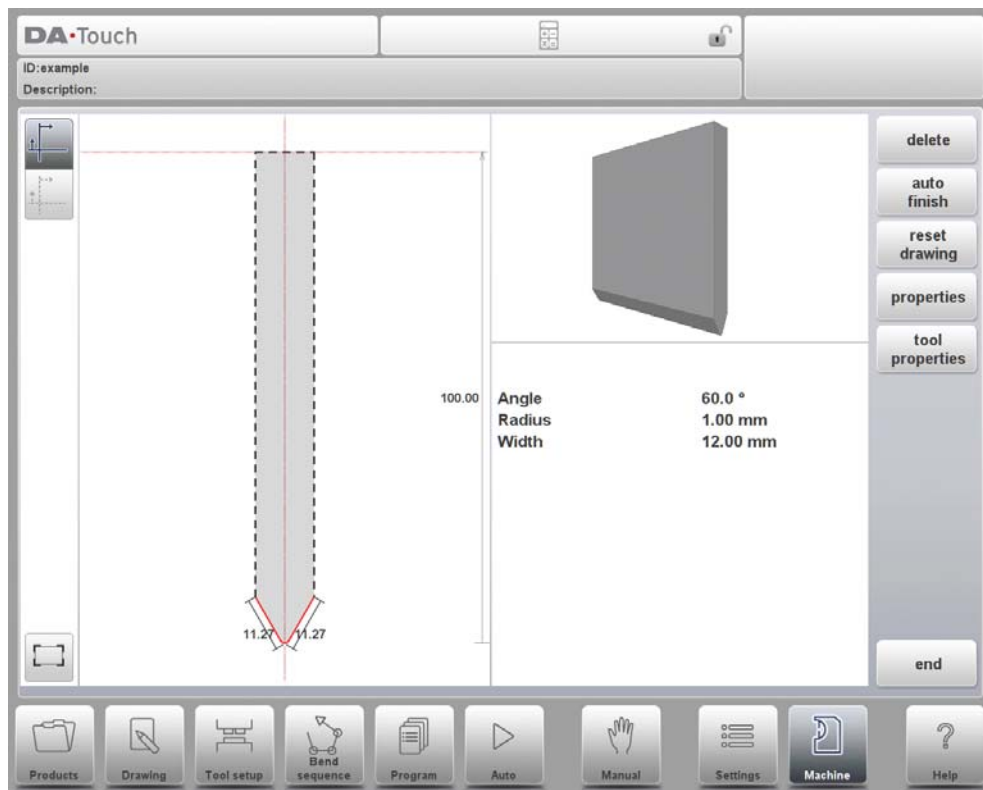 DA·Touch
ID:example
Description:
delete
auto
finish
reset
drawing
properties
tool
properties
100.00
Angle 60.0 °
Radius 1.00 mm
Width 12.00 mm
11.27 11.27
end
Products
Drawing
Tool setup
Bend
sequence
Program
Auto
Manual
Settings
Machine
Help